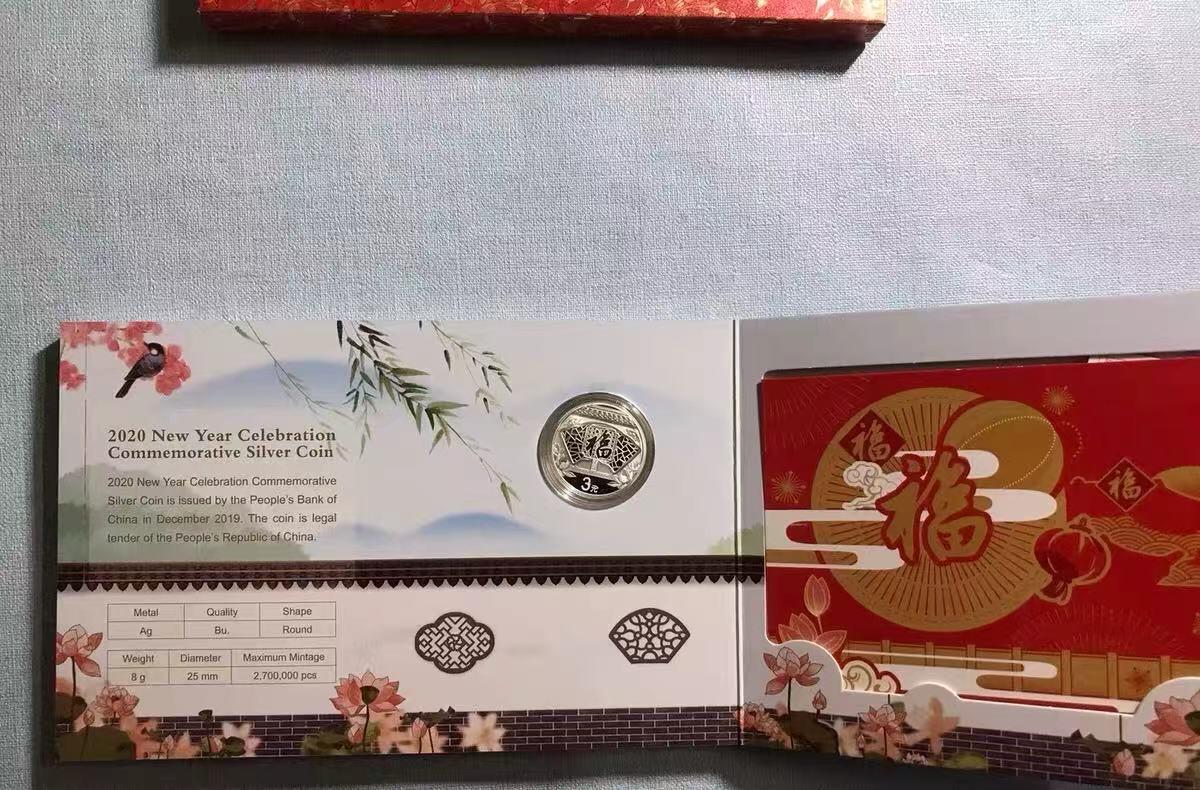 2020 New Year Celebration
Commemorative Silver Coin
2020 New Year Celebration Commemorative
Silver Coin is issued by the People's Bank of
China in December 2019. The coin is legal
tender of the People's Republic of China.
福
3元
Metal Quality Shape
Ag Bu. Round
Weight Diameter Maximum Mintage
8 g 25 mm 2,700,000 pcs
福
福
福